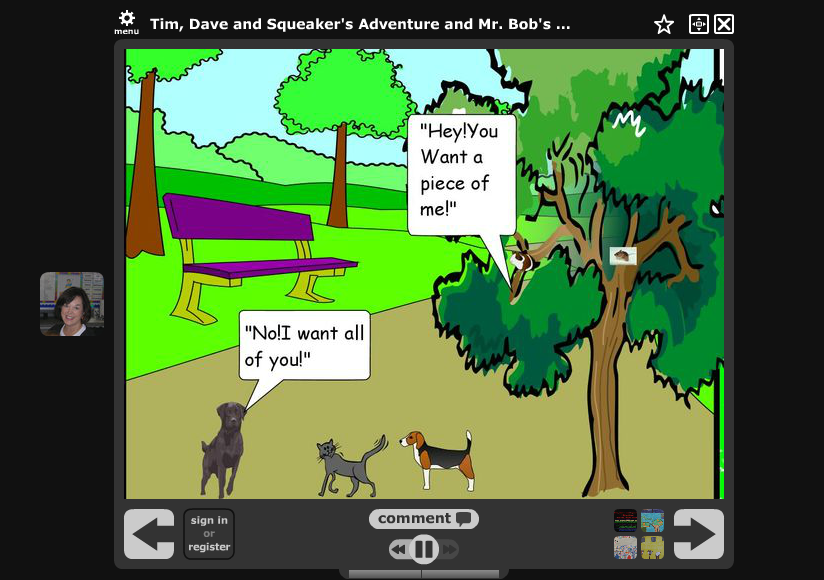 Tim, Dave and Squeaker's Adventure and Mr. Bob's ...
menu
"Hey!You
Want a
piece of
me!"
"No!I want all
of you!"
sign in
or
register
comment